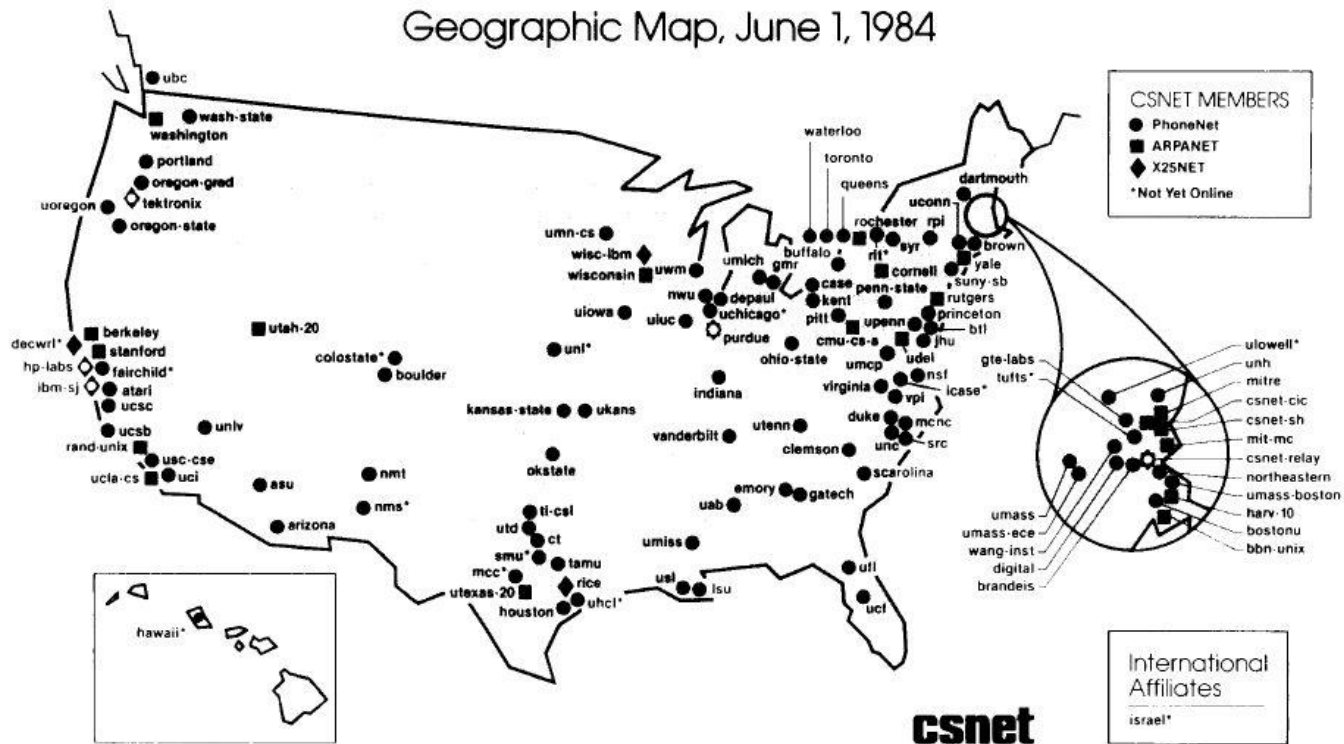 Geographic Map, June 1, 1984
CSNET MEMBERS
PhoneNet
ARPANET
X25NET
*Not Yet Online
ubc
wash-state
washington
portland
oregon-gred
tektronix
uoregon
oregon-state
umn-cs
wisc-ibm
wisconsin
uwm
nwu
depaul
uchicago*
uiowa
uiuc
purdue
umich
gmr
waterloo
toronto
queens
buffalo
rochester
rit*
syr
rpi
uconn
dartmouth
brown
yale
suny-sb
cornell
penn-state
case
kent
pitt
rutgers
princeton
btl
upenn
jhu
cmu-cs-a
udel
ohio-state
umcp
nsf
icase*
virginia
vpi
indiana
duke
mcnc
unc
src
utenn
vanderbilt
clemson
scarolina
emory
gatech
uab
umiss
usl
lsu
ufl
ucf
berkeley
decwrl*
stanford
hp-labs
fairchild*
ibm-sj
atari
ucsc
ucsb
rand-unix
usc-cse
ucla-cs
uci
univ
utah-20
colostate*
boulder
unl*
kansas-state
ukans
okstate
asu
arizona
nmt
nms*
ti-csl
utd
ct
smu*
tamu
mcc*
utexas-20
rice
houston
uhcl*
hawaii*
gte-labs
tufts*
ulowell*
unh
mitre
csnet-cic
csnet-sh
mit-mc
csnet-relay
northeastern
umass-boston
harv-10
bostonu
bbn-unix
umass
umass-ece
wang-inst
digital
brandeis
International
Affiliates
israel*
csnet